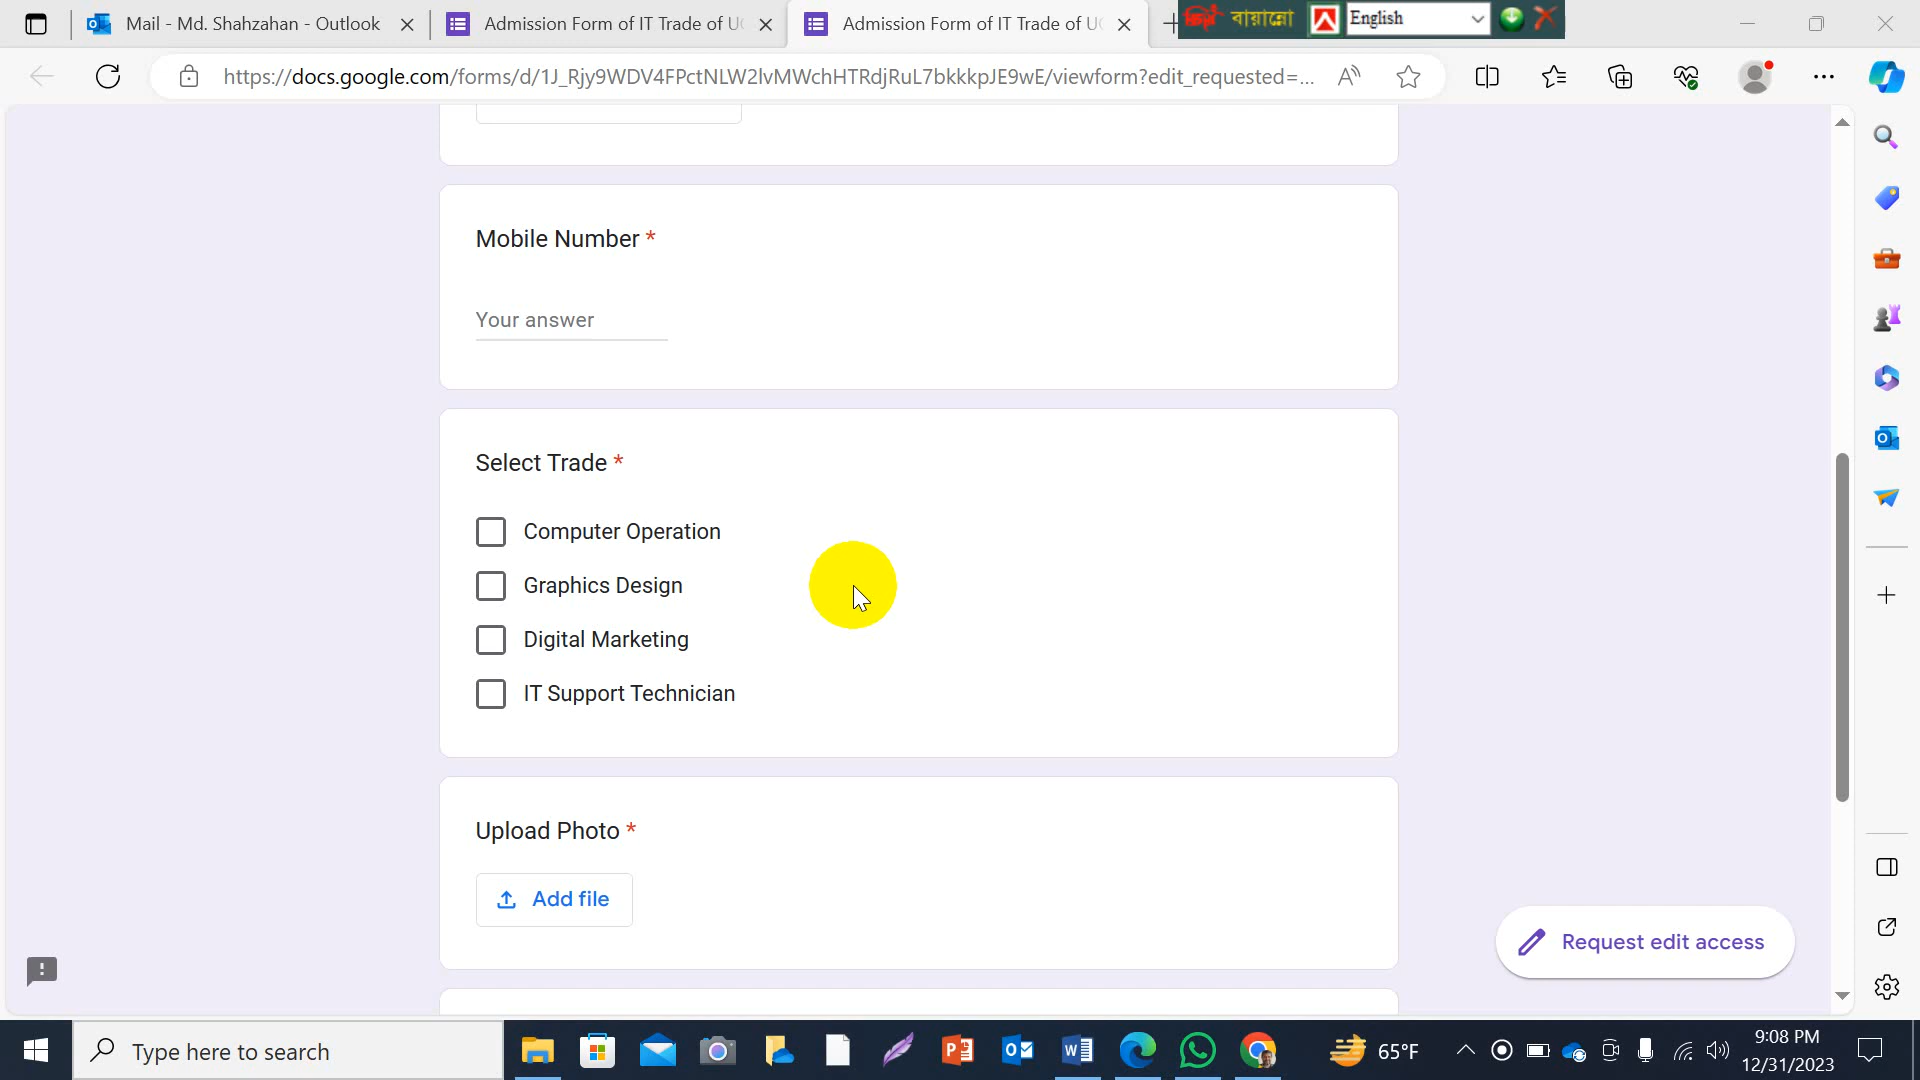 Mail - Md. Shahzahan - Outlook
Admission Form of IT Trade of U
Admission Form of IT Trade of U
বায়ান্নো
English
https://docs.google.com/forms/d/1J_Rjy9WDV4FPctNLW2lvMWchHTRdjRuL7bkkkpJE9wE/viewform?edit_requested=...
Mobile Number *
Your answer
Select Trade *
Computer Operation
Graphics Design
Digital Marketing
IT Support Technician
Upload Photo *
Add file
Request edit access
Type here to search
65°F
9:08 PM
12/31/2023